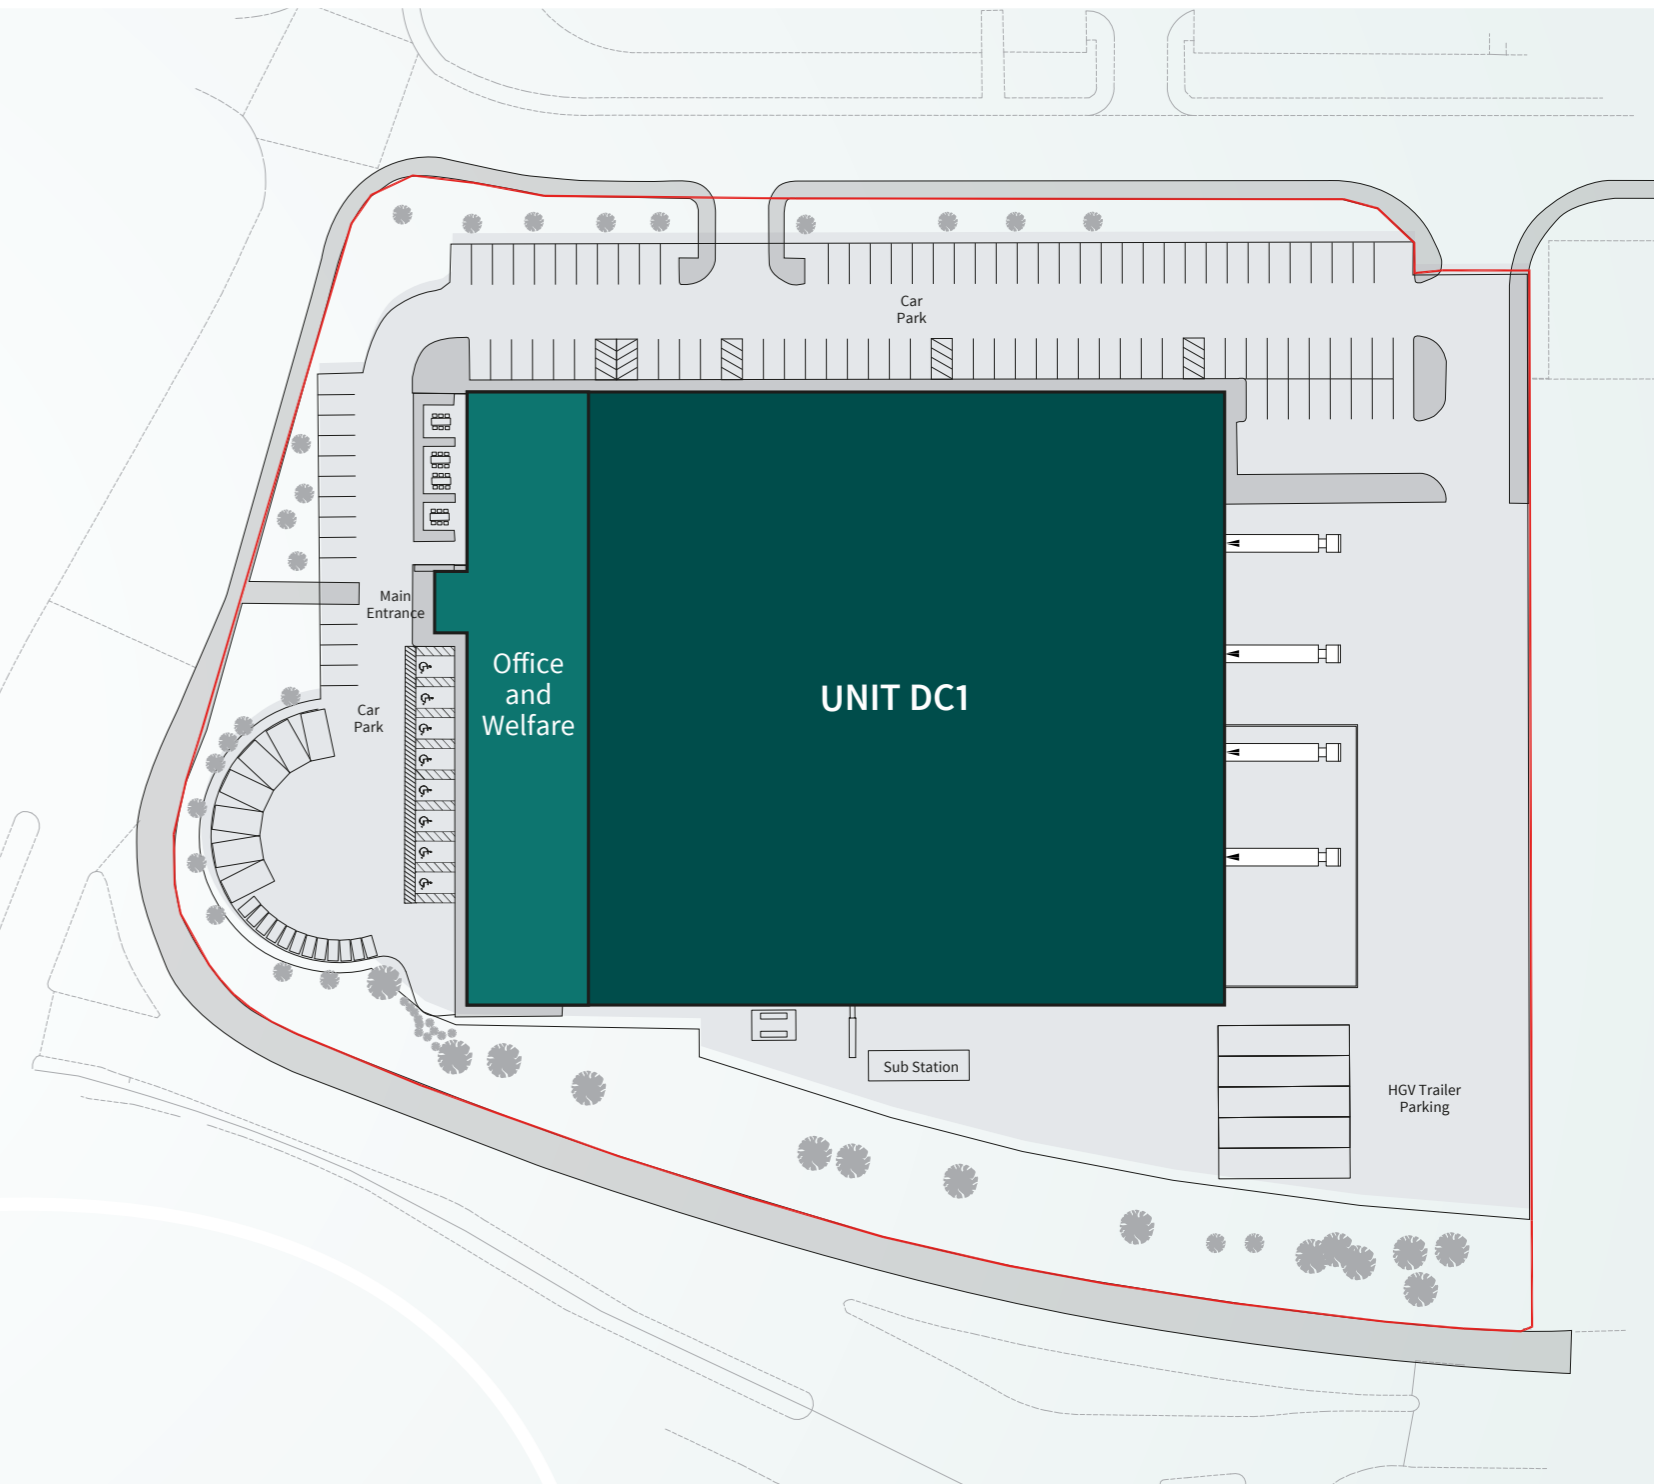 Car
Park
Main
Entrance
Office
and
Welfare
UNIT DC1
Car
Park
Sub Station
HGV Trailer
Parking